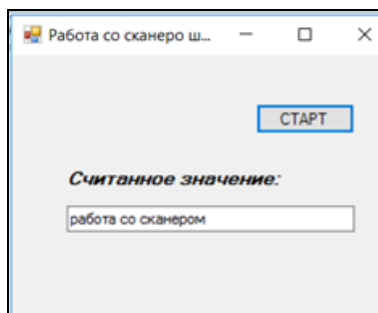 Работа со сканеро ш...
СТАРТ
Считанное значение:
работа со сканером